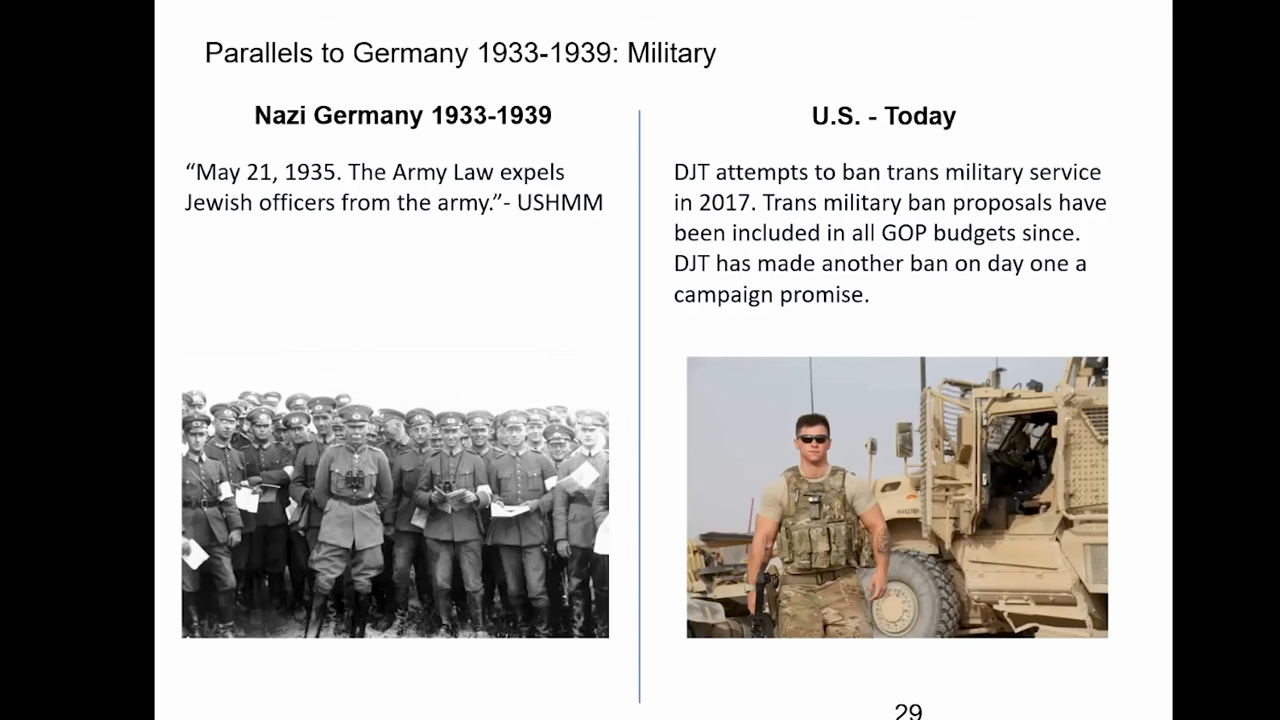 Parallels to Germany 1933-1939: Military
Nazi Germany 1933-1939
“May 21, 1935. The Army Law expels
Jewish officers from the army.”- USHMM
U.S. - Today
DJT attempts to ban trans military service
in 2017. Trans military ban proposals have
been included in all GOP budgets since.
DJT has made another ban on day one a
campaign promise.
29